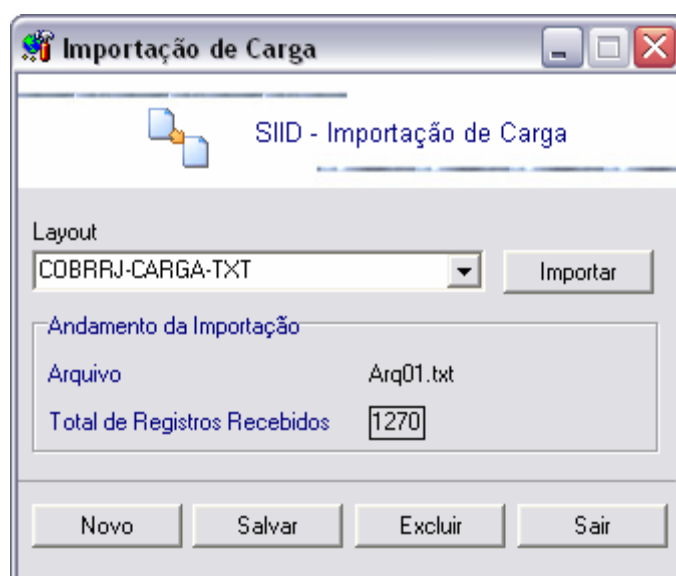 Importação de Carga
SIID - Importação de Carga
Layout
COBRRJ-CARGA-TXT
Importar
Andamento da Importação
Arquivo Arq01.txt
Total de Registros Recebidos 1270
Novo Salvar Excluir Sair